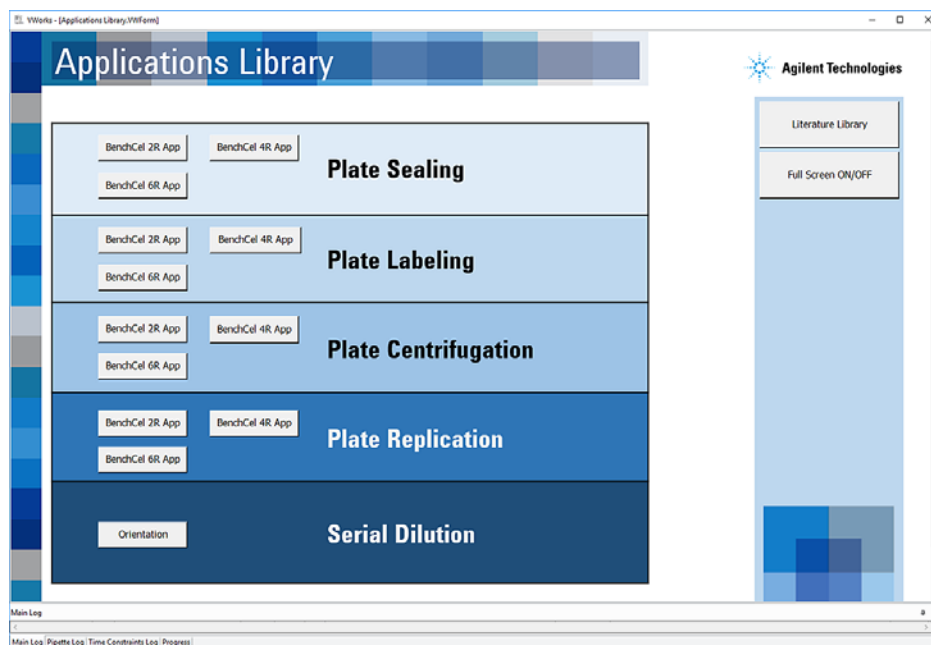 VWorks - [Applications Library.VWForm]
Applications Library
Agilent Technologies
Literature Library
Full Screen ON/OFF
BenchCel 2R App BenchCel 4R App
Plate Sealing
BenchCel 6R App
BenchCel 2R App BenchCel 4R App
Plate Labeling
BenchCel 6R App
BenchCel 2R App BenchCel 4R App
Plate Centrifugation
BenchCel 6R App
BenchCel 2R App BenchCel 4R App
Plate Replication
BenchCel 6R App
Orientation
Serial Dilution
Main Log
Main Log Pipette Log Time Constraints Log Progress